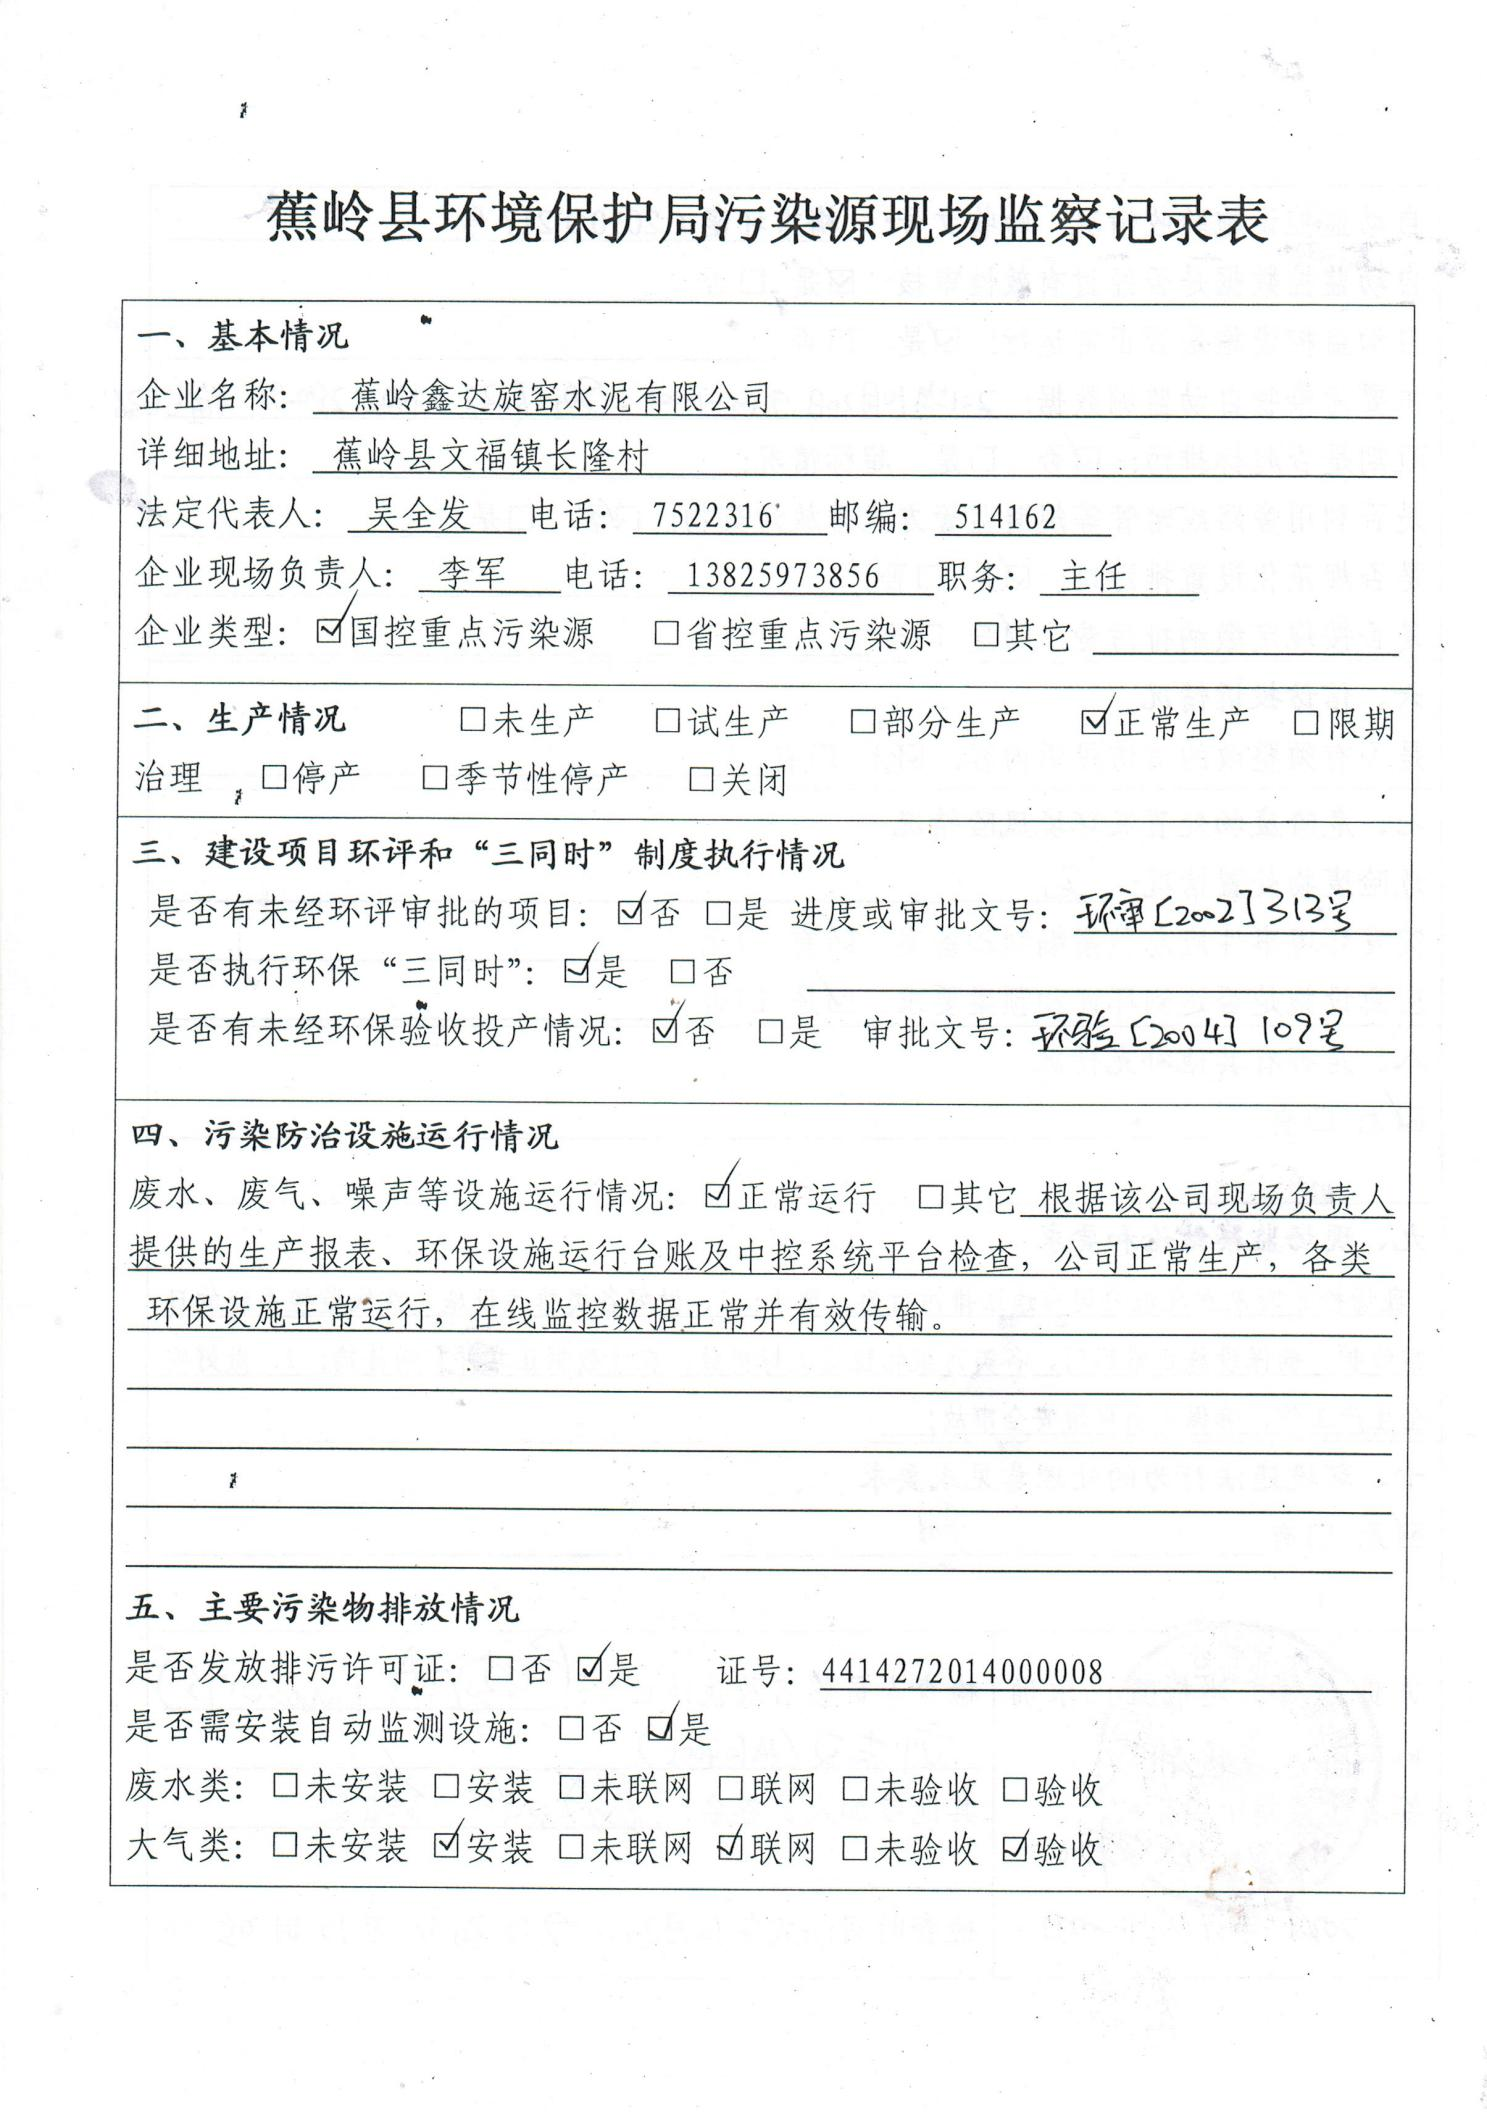 蕉岭县环境保护局污染源现场监察记录表
一、基本情况
企业名称： 蕉岭鑫达旋窑水泥有限公司
详细地址： 蕉岭县文福镇长隆村
法定代表人： 吴全发 电话： 7522316 邮编： 514162
企业现场负责人： 李军 电话： 13825973856 职务： 主任
企业类型：☑国控重点污染源 □省控重点污染源 □其它
二、生产情况 □未生产 □试生产 □部分生产 ☑正常生产 □限期
治理 □停产 □季节性停产 □关闭
三、建设项目环评和“三同时”制度执行情况
是否有未经环评审批的项目：☑否 □是 进度或审批文号： 环审[2002]313号
是否执行环保“三同时”：☑是 □否
是否有未经环保验收投产情况：☑否 □是 审批文号：环验[2004]109号
四、污染防治设施运行情况
废水、废气、噪声等设施运行情况：☑正常运行 □其它 根据该公司现场负责人
提供的生产报表、环保设施运行台账及中控系统平台检查，公司正常生产，各类
环保设施正常运行，在线监控数据正常并有效传输。
五、主要污染物排放情况
是否发放排污许可证：□否 ☑是 证号：4414272014000008
是否需安装自动监测设施：□否 ☑是
废水类：□未安装 □安装 □未联网 □联网 □未验收 □验收
大气类：□未安装 ☑安装 □未联网 ☑联网 □未验收 ☑验收